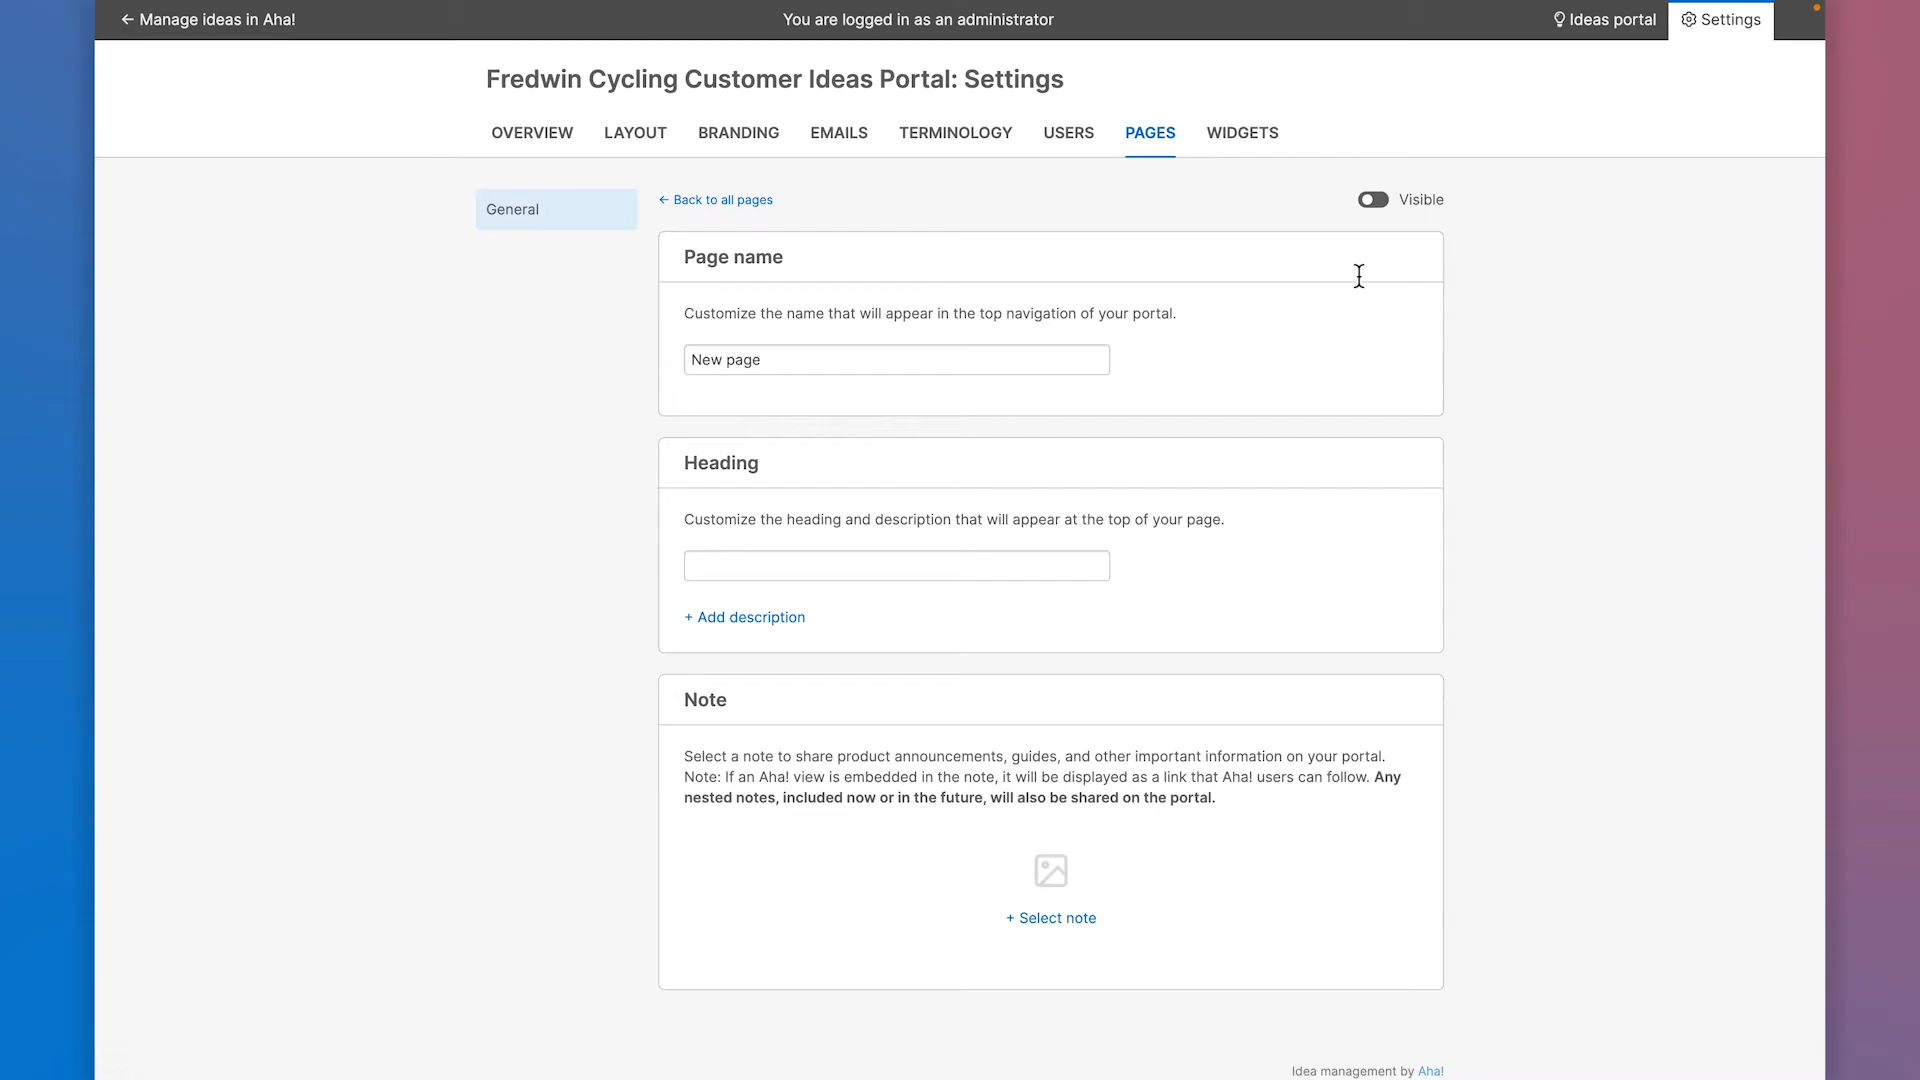 ← Manage ideas in Aha!
You are logged in as an administrator
Ideas portal
Settings
Fredwin Cycling Customer Ideas Portal: Settings
OVERVIEW LAYOUT BRANDING EMAILS TERMINOLOGY USERS PAGES WIDGETS
General
← Back to all pages
Visible
Page name
Customize the name that will appear in the top navigation of your portal.
New page
Heading
Customize the heading and description that will appear at the top of your page.
+ Add description
Note
Select a note to share product announcements, guides, and other important information on your portal.
Note: If an Aha! view is embedded in the note, it will be displayed as a link that Aha! users can follow. Any
nested notes, included now or in the future, will also be shared on the portal.
+ Select note
Idea management by Aha!